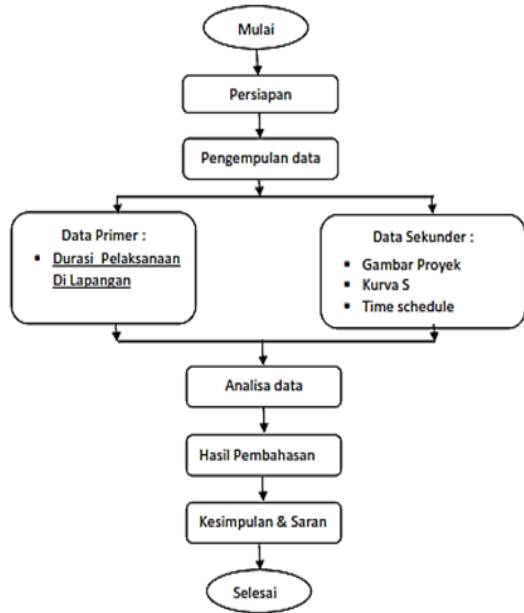 Mulai
Persiapan
Pengempulan data
Data Primer :
▪ Durasi Pelaksanaan
Di Lapangan
Data Sekunder :
▪ Gambar Proyek
▪ Kurva S
▪ Time schedule
Analisa data
Hasil Pembahasan
Kesimpulan & Saran
Selesai